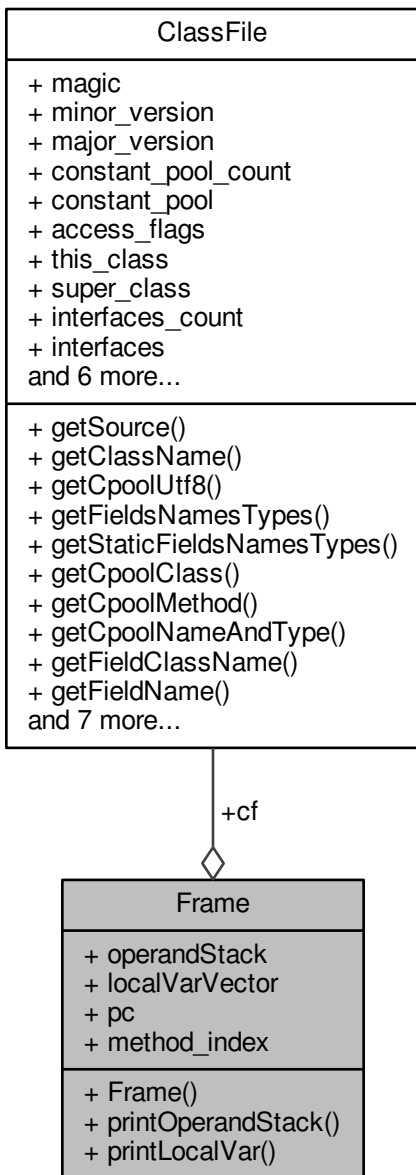 ClassFile
+ magic
+ minor_version
+ major_version
+ constant_pool_count
+ constant_pool
+ access_flags
+ this_class
+ super_class
+ interfaces_count
+ interfaces
and 6 more...
+ getSource()
+ getClassName()
+ getCpoolUtf8()
+ getFieldsNamesTypes()
+ getStaticFieldsNamesTypes()
+ getCpoolClass()
+ getCpoolMethod()
+ getCpoolNameAndType()
+ getFieldClassName()
+ getFieldName()
and 7 more...
+cf
Frame
+ operandStack
+ localVarVector
+ pc
+ method_index
+ Frame()
+ printOperandStack()
+ printLocalVar()